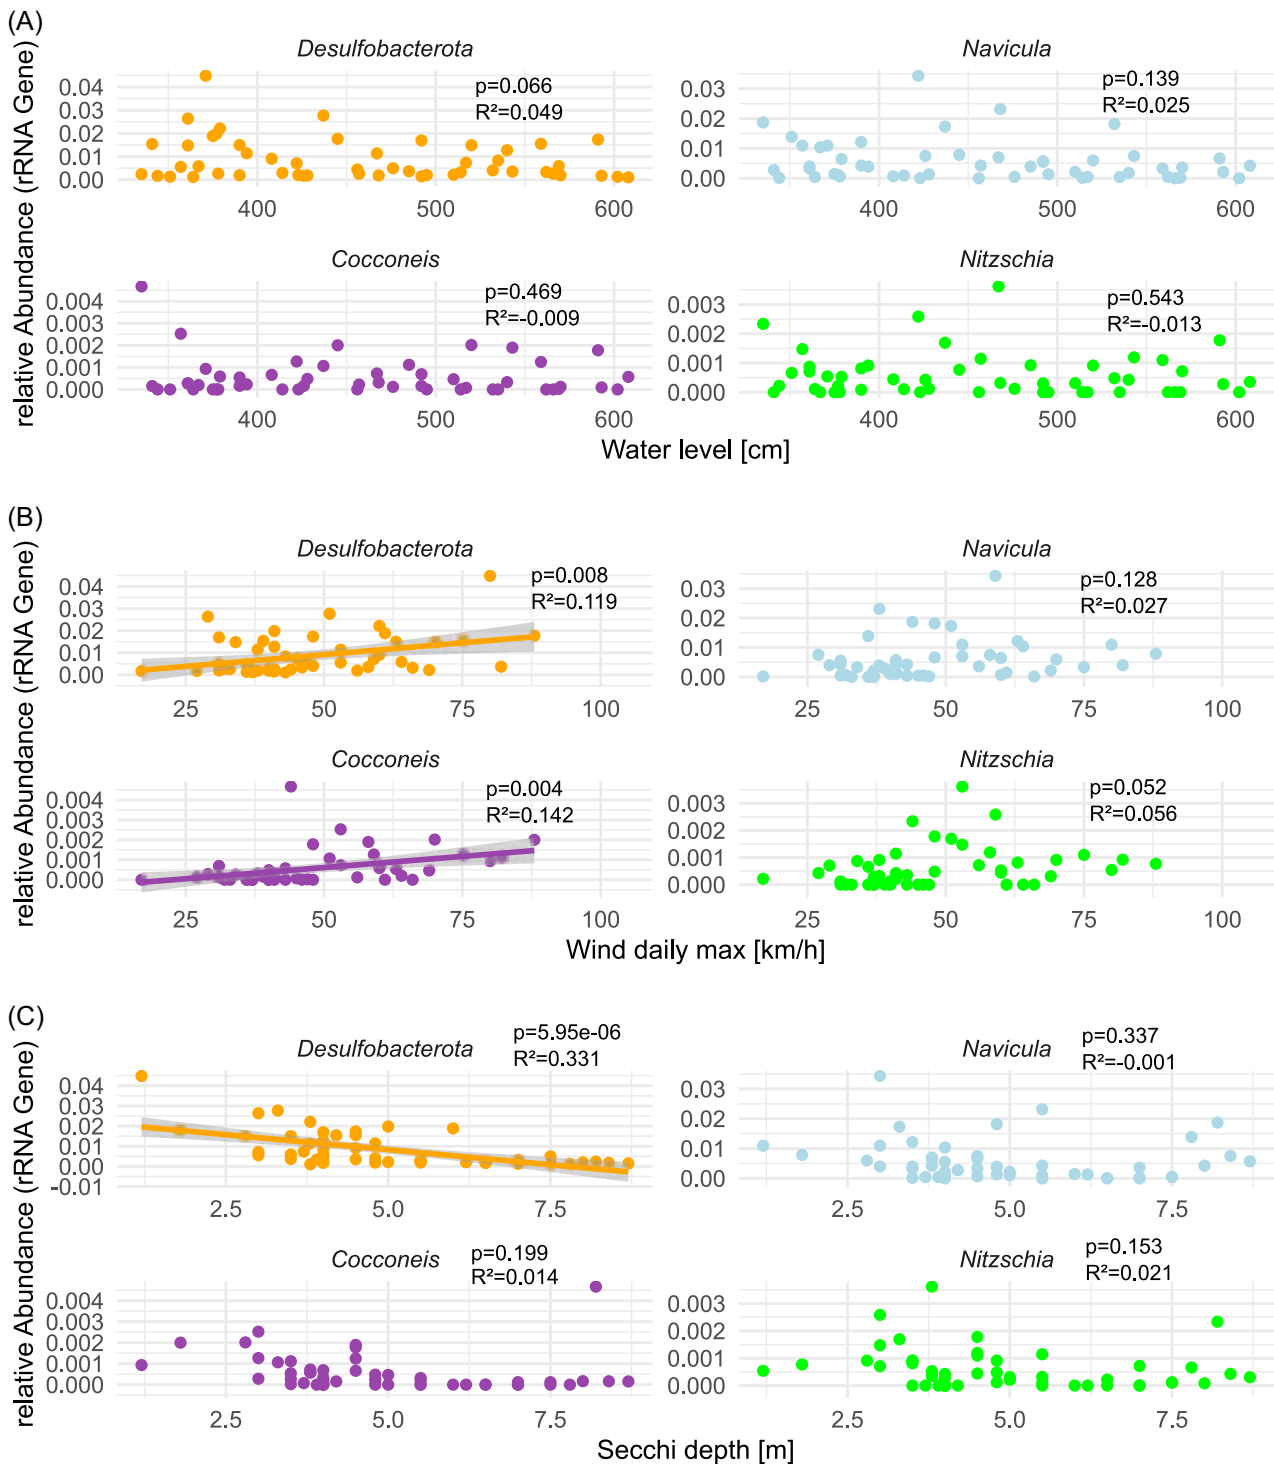 (A)
relative Abundance (rRNA Gene)
Desulfobacterota
p=0.066
R²=0.049
0.04
0.03
0.02
0.01
0.00
400
500
600
Navicula
p=0.139
R²=0.025
0.03
0.02
0.01
0.00
400
500
600
Cocconeis
p=0.469
R²=-0.009
0.004
0.003
0.002
0.001
0.000
400
500
600
Nitzschia
p=0.543
R²=-0.013
0.003
0.002
0.001
0.000
400
500
600
Water level [cm]
(B)
relative Abundance (rRNA Gene)
Desulfobacterota
p=0.008
R²=0.119
0.04
0.03
0.02
0.01
0.00
25
50
75
100
Navicula
p=0.128
R²=0.027
0.03
0.02
0.01
0.00
25
50
75
100
Cocconeis
p=0.004
R²=0.142
0.004
0.003
0.002
0.001
0.000
25
50
75
100
Nitzschia
p=0.052
R²=0.056
0.003
0.002
0.001
0.000
25
50
75
100
Wind daily max [km/h]
(C)
relative Abundance (rRNA Gene)
Desulfobacterota
p=5.95e-06
R²=0.331
0.04
0.03
0.02
0.01
0.00
-0.01
2.5
5.0
7.5
Navicula
p=0.337
R²=-0.001
0.03
0.02
0.01
0.00
2.5
5.0
7.5
Cocconeis
p=0.199
R²=0.014
0.004
0.003
0.002
0.001
0.000
2.5
5.0
7.5
Nitzschia
p=0.153
R²=0.021
0.003
0.002
0.001
0.000
2.5
5.0
7.5
Secchi depth [m]